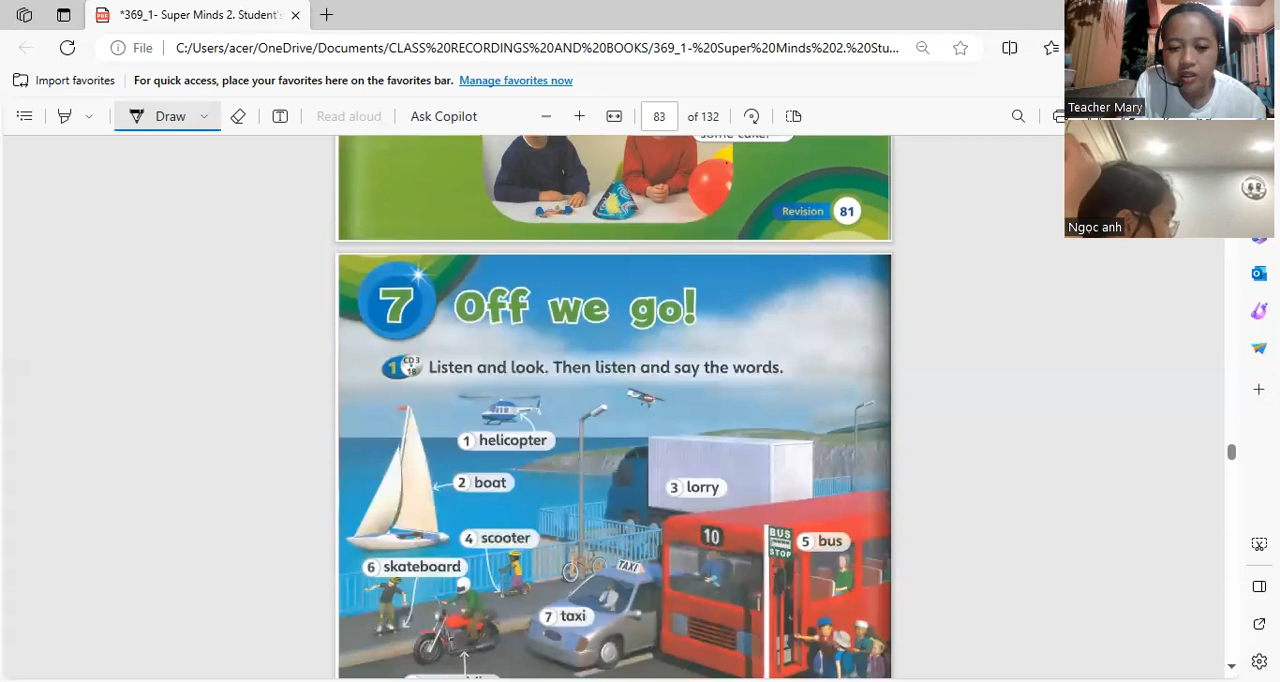 *369_1- Super Minds 2. Student's
File
C:/Users/acer/OneDrive/Documents/CLASS%20RECORDINGS%20AND%20BOOKS/369_1-%20Super%20Minds%202.%20Stu...
Import favorites
For quick access, place your favorites here on the favorites bar. Manage favorites now
Draw
Read aloud
Ask Copilot
83 of 132
Teacher Mary
Ngọc anh
Revision 81
7 Off we go!
1 CD 3 18 Listen and look. Then listen and say the words.
1 helicopter
2 boat
3 lorry
4 scooter
10
BUS STOP
5 bus
6 skateboard
TAXI
7 taxi